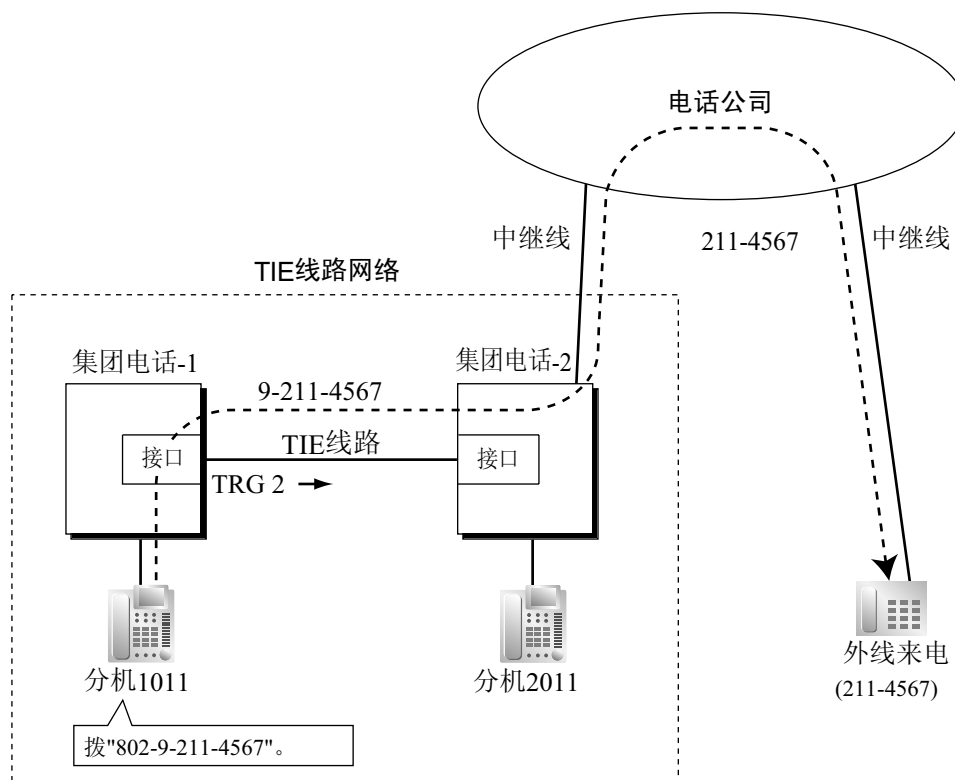 电话公司
中继线
211-4567
中继线
TIE线路网络
集团电话-1
集团电话-2
9-211-4567
接口
TIE线路
接口
TRG 2
分机1011
分机2011
外线来电
(211-4567)
拨"802-9-211-4567"。